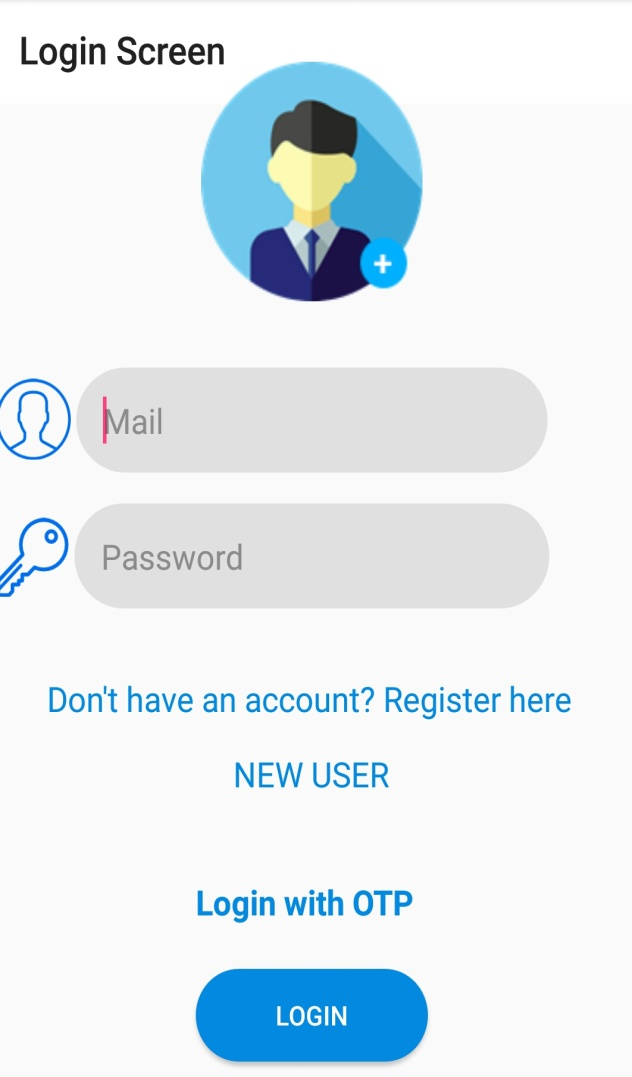 Login Screen
Mail
Password
Don't have an account? Register here
NEW USER
Login with OTP
LOGIN